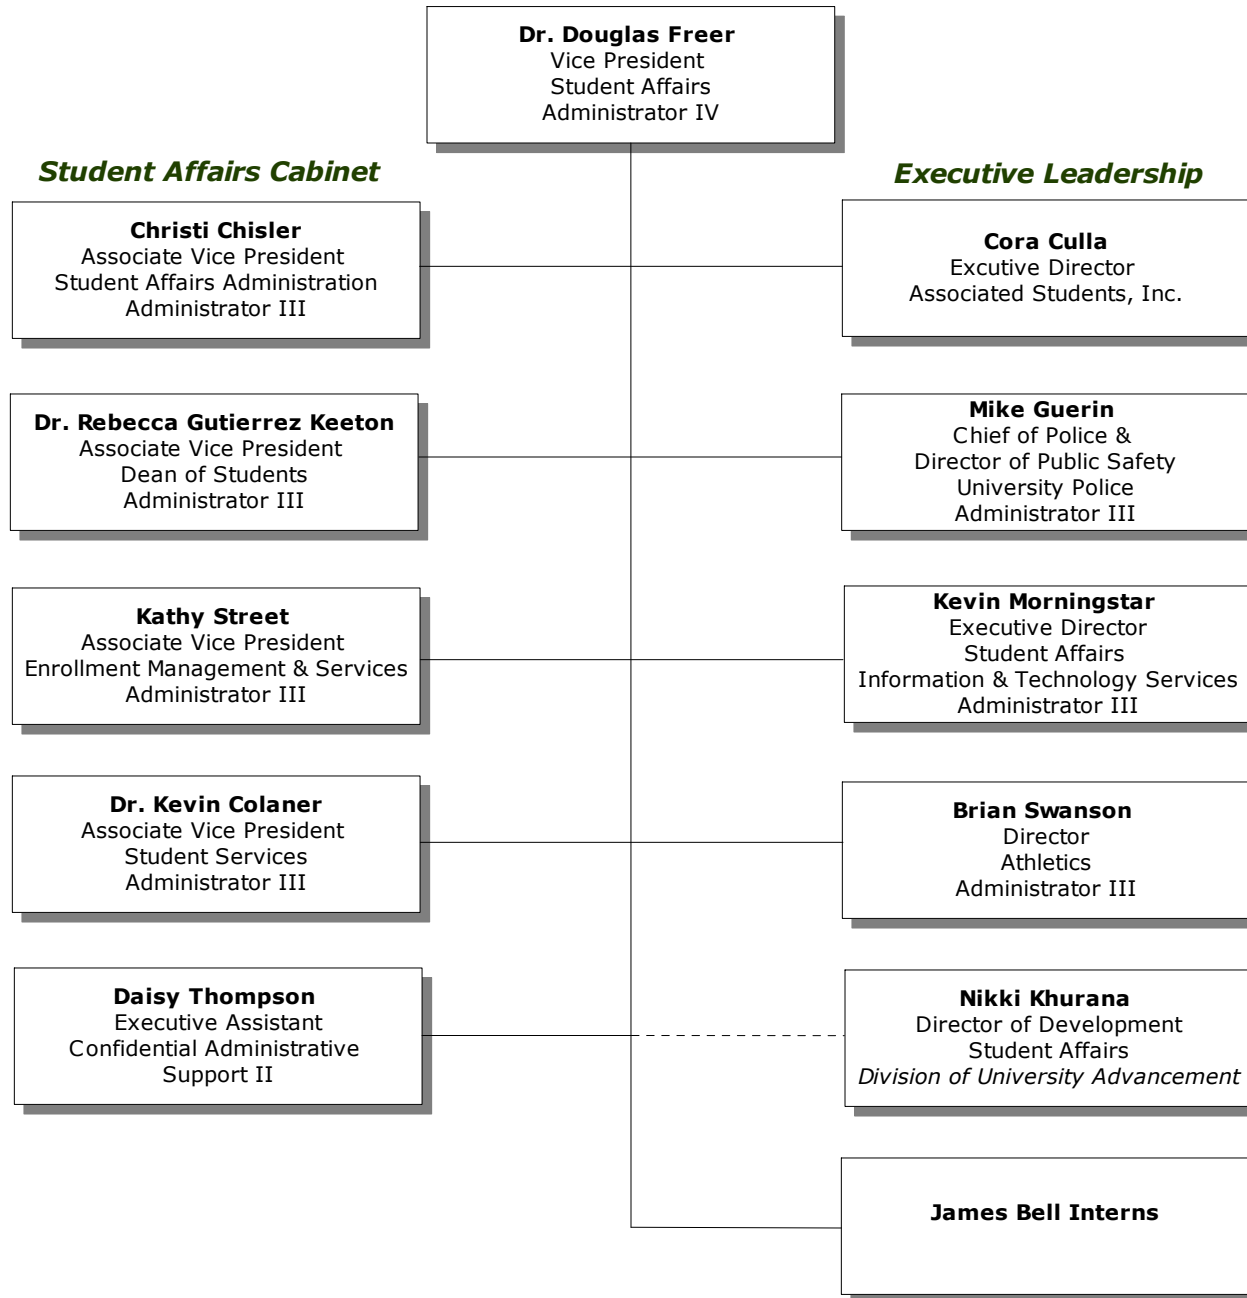 Dr. Douglas Freer
Vice President
Student Affairs
Administrator IV
Student Affairs Cabinet
Christi Chisler
Associate Vice President
Student Affairs Administration
Administrator III
Dr. Rebecca Gutierrez Keeton
Associate Vice President
Dean of Students
Administrator III
Kathy Street
Associate Vice President
Enrollment Management & Services
Administrator III
Dr. Kevin Colaner
Associate Vice President
Student Services
Administrator III
Daisy Thompson
Executive Assistant
Confidential Administrative
Support II
Executive Leadership
Cora Culla
Excutive Director
Associated Students, Inc.
Mike Guerin
Chief of Police &
Director of Public Safety
University Police
Administrator III
Kevin Morningstar
Executive Director
Student Affairs
Information & Technology Services
Administrator III
Brian Swanson
Director
Athletics
Administrator III
Nikki Khurana
Director of Development
Student Affairs
Division of University Advancement
James Bell Interns